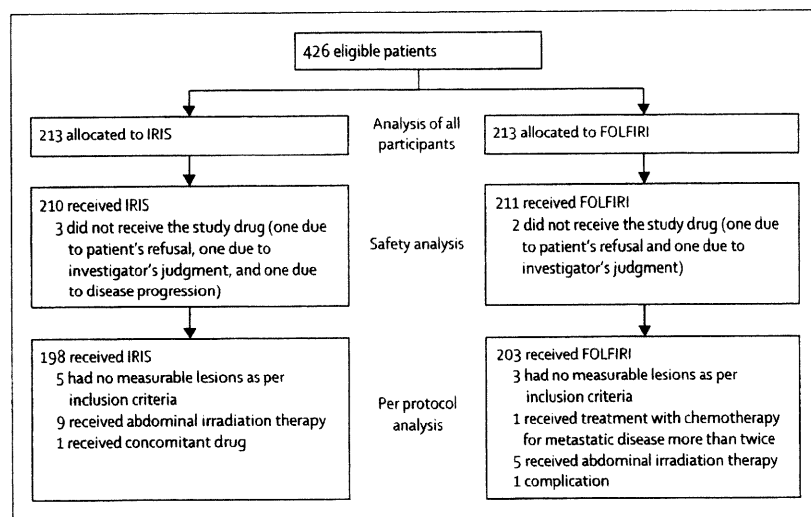 426 eligible patients
213 allocated to IRIS
Analysis of all
participants
213 allocated to FOLFIRI
210 received IRIS
3 did not receive the study drug (one due
to patient's refusal, one due to
investigator's judgment, and one due
to disease progression)
Safety analysis
211 received FOLFIRI
2 did not receive the study drug (one due
to patient's refusal and one due to
investigator's judgment)
198 received IRIS
5 had no measurable lesions as per
inclusion criteria
9 received abdominal irradiation therapy
1 received concomitant drug
Per protocol
analysis
203 received FOLFIRI
3 had no measurable lesions as per
inclusion criteria
1 received treatment with chemotherapy
for metastatic disease more than twice
5 received abdominal irradiation therapy
1 complication